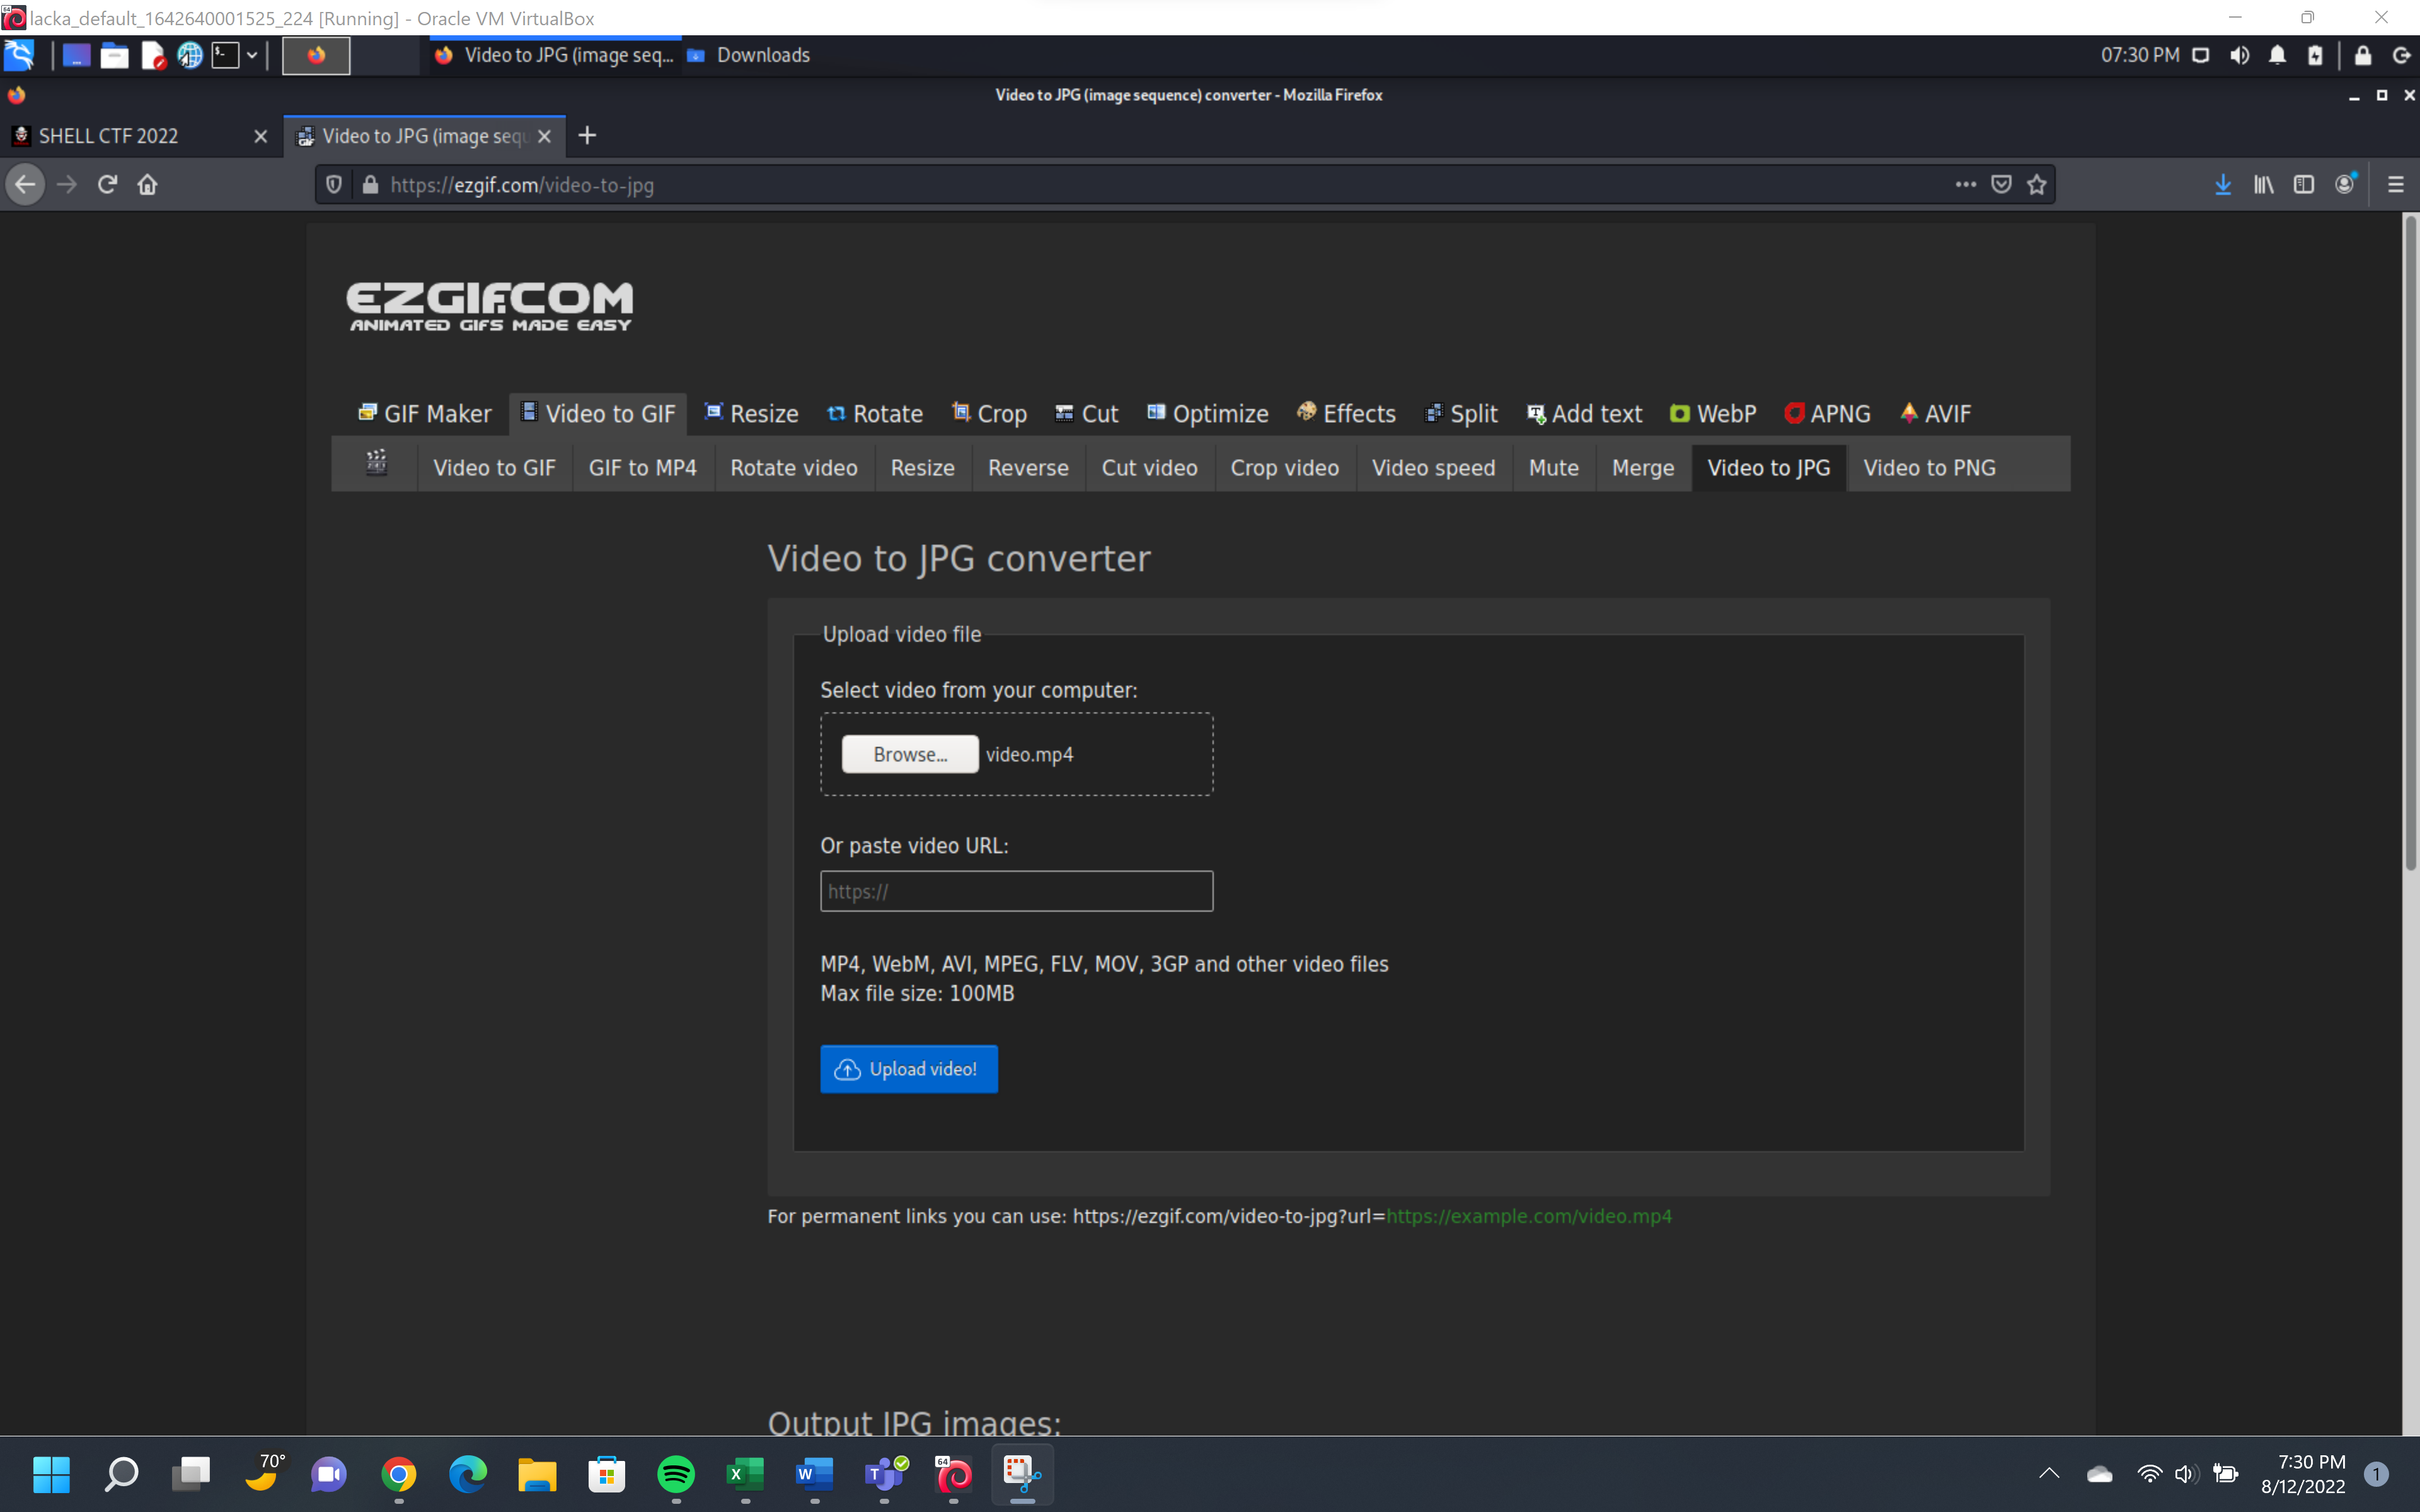 lacka_default_1642640001525_224 [Running] - Oracle VM VirtualBox
Video to JPG (image seq... Downloads 07:30 PM
Video to JPG (image sequence) converter - Mozilla Firefox
SHELL CTF 2022 Video to JPG (image sequ
https://ezgif.com/video-to-jpg
EZGIF.COM
ANIMATED GIFS MADE EASY
GIF Maker Video to GIF Resize Rotate Crop Cut Optimize Effects Split Add text WebP APNG AVIF
Video to GIF GIF to MP4 Rotate video Resize Reverse Cut video Crop video Video speed Mute Merge Video to JPG Video to PNG
Video to JPG converter
Upload video file
Select video from your computer:
Browse... video.mp4
Or paste video URL:
https://
MP4, WebM, AVI, MPEG, FLV, MOV, 3GP and other video files
Max file size: 100MB
Upload video!
For permanent links you can use: https://ezgif.com/video-to-jpg?url=https://example.com/video.mp4
Output JPG images:
70° 64 7:30 PM
8/12/2022 1